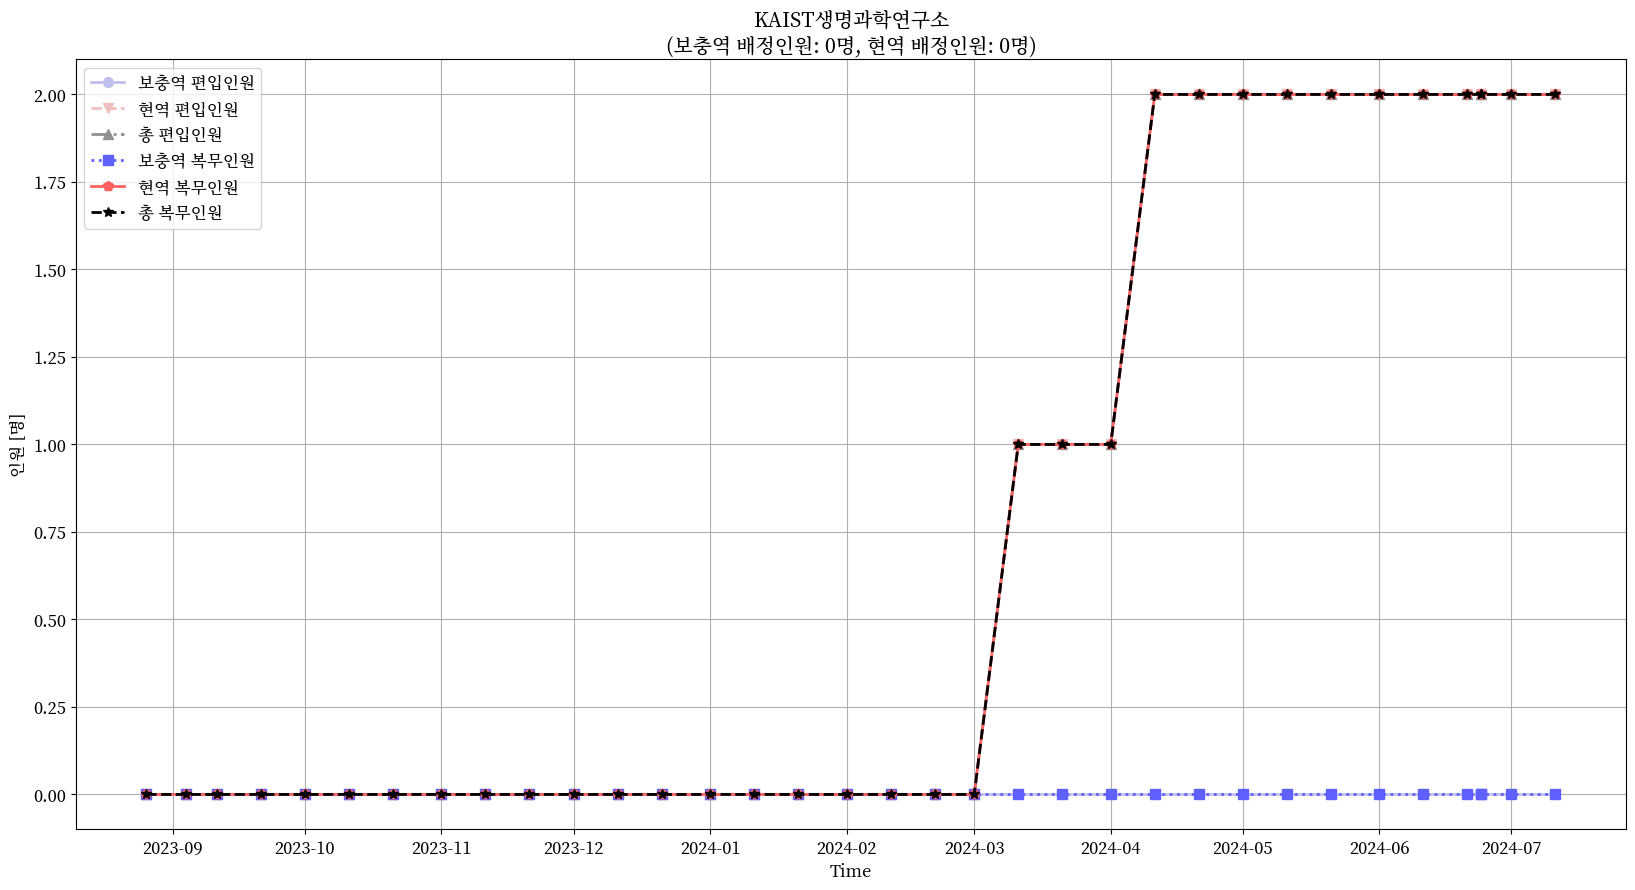 KAIST생명과학연구소
(보충역 배정인원: 0명, 현역 배정인원: 0명)
보충역 편입인원
현역 편입인원
총 편입인원
보충역 복무인원
현역 복무인원
총 복무인원
2.00
1.75
1.50
1.25
1.00
0.75
0.50
0.25
0.00
인원 [명]
2023-09 2023-10 2023-11 2023-12 2024-01 2024-02 2024-03 2024-04 2024-05 2024-06 2024-07
Time